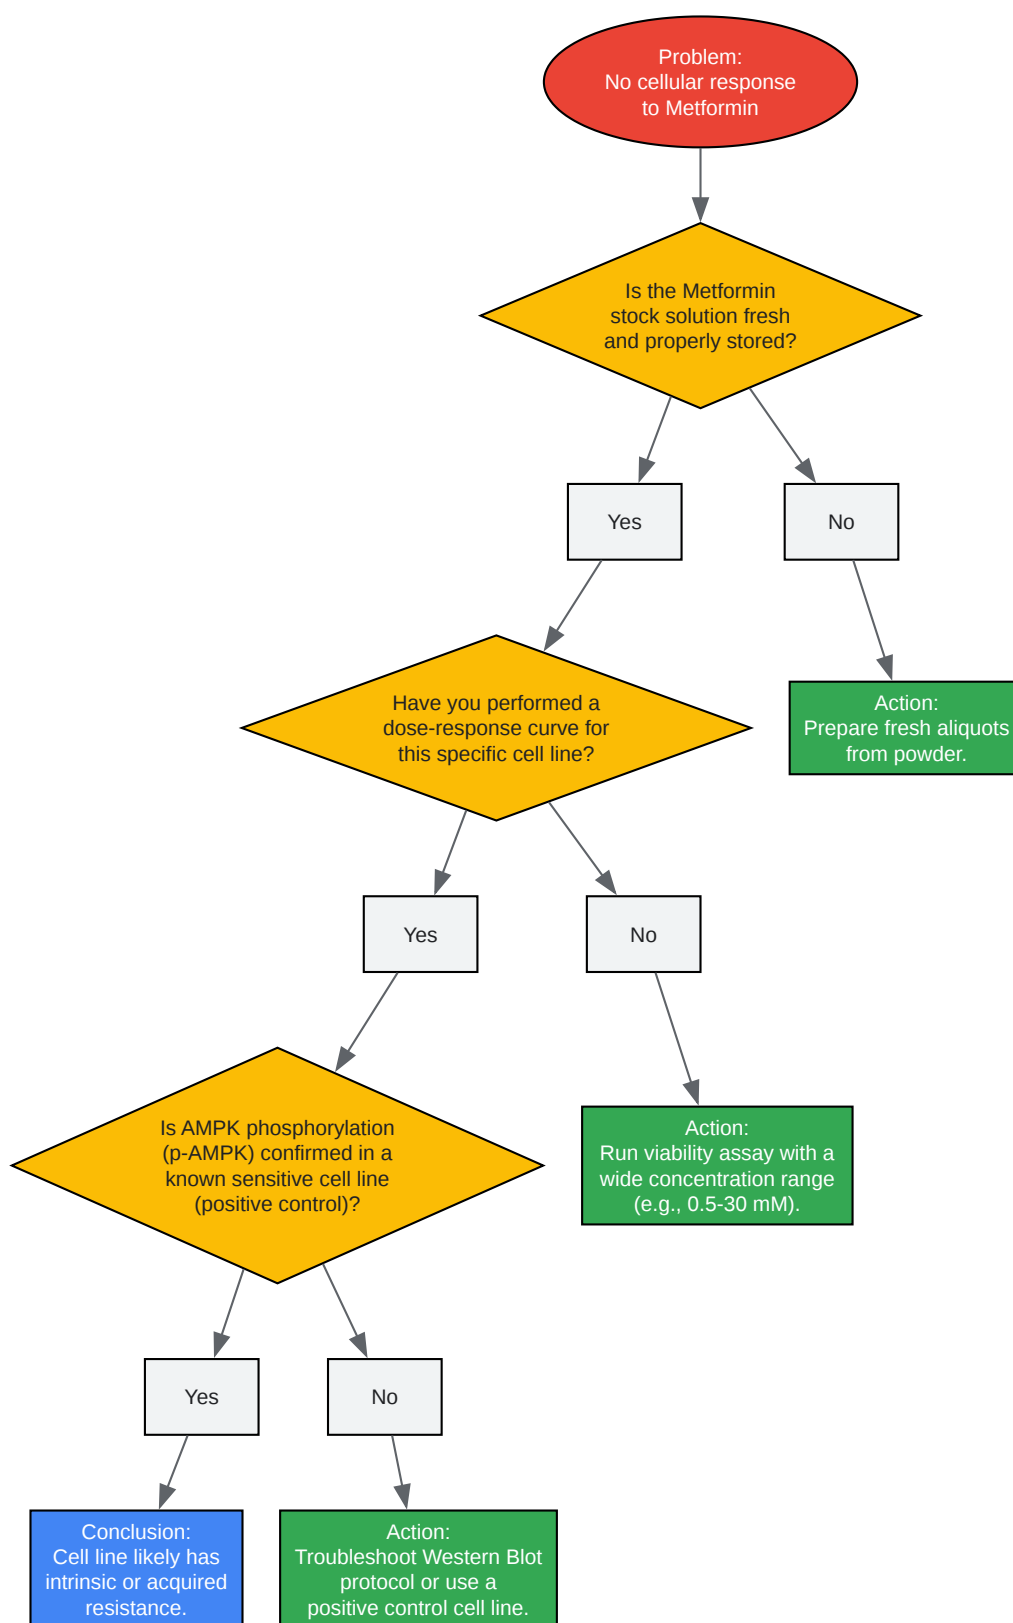 Problem:
No cellular response
to Metformin
Is the Metformin
stock solution fresh
and properly stored?
Yes
No
Have you performed a
dose-response curve for
this specific cell line?
Action:
Prepare fresh aliquots
from powder.
Yes
No
Is AMPK phosphorylation
(p-AMPK) confirmed in a
known sensitive cell line
(positive control)?
Action:
Run viability assay with a
wide concentration range
(e.g., 0.5-30 mM).
Yes
No
Conclusion:
Cell line likely has
intrinsic or acquired
resistance.
Action:
Troubleshoot Western Blot
protocol or use a
positive control cell line.